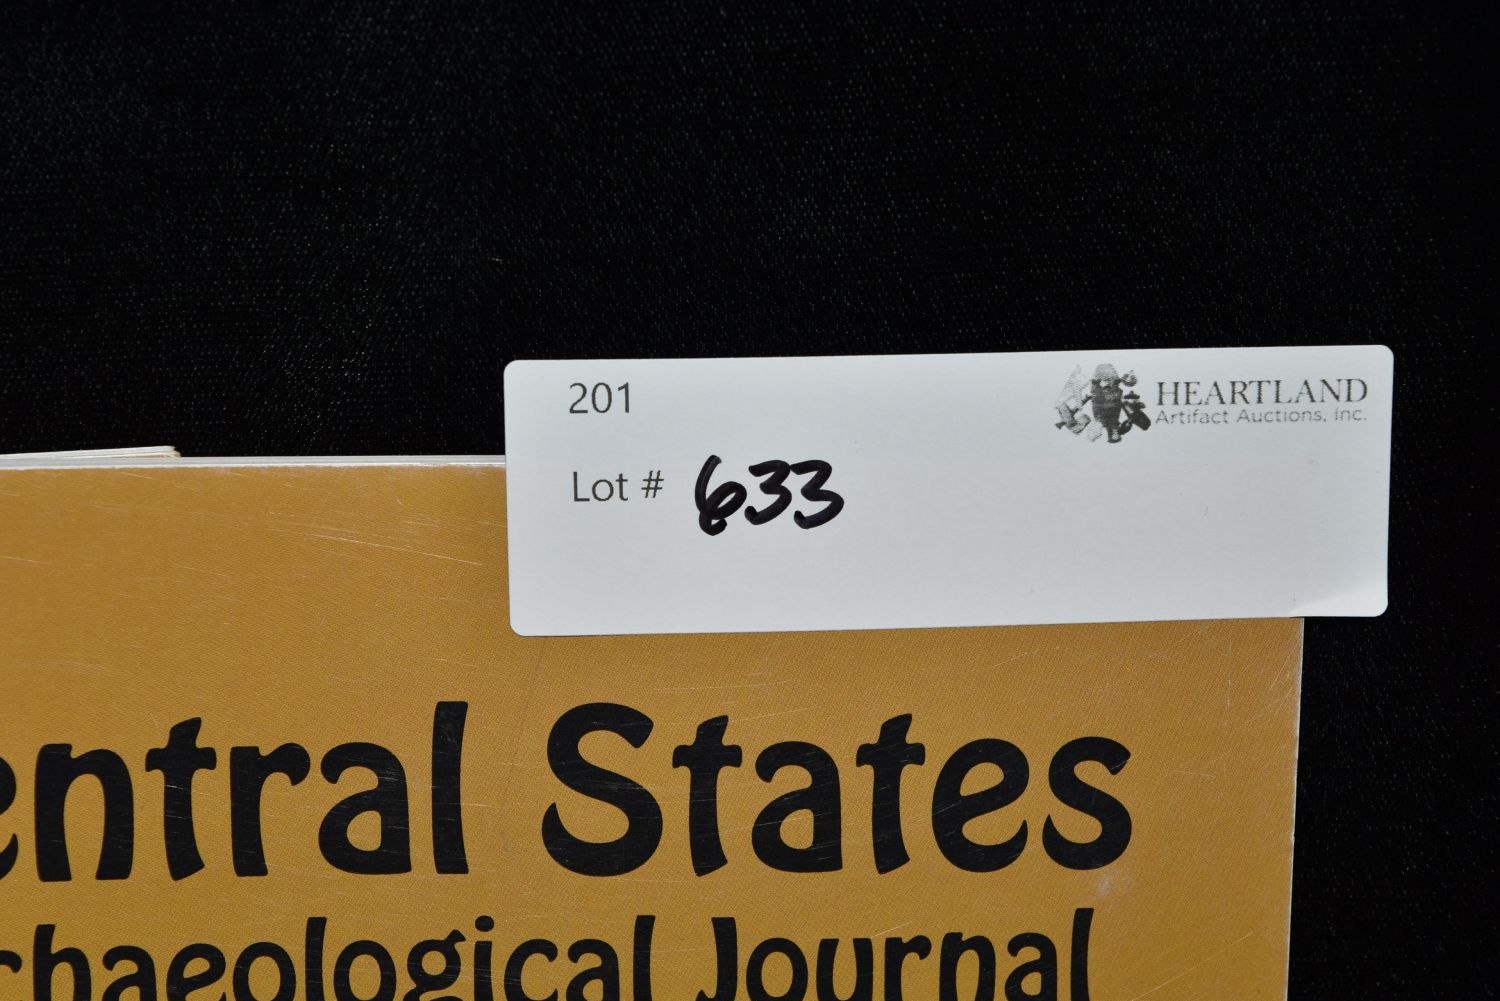 201
HEARTLAND
Artifact Auctions, Inc.
Lot # 633
entral States
chaeological Journal